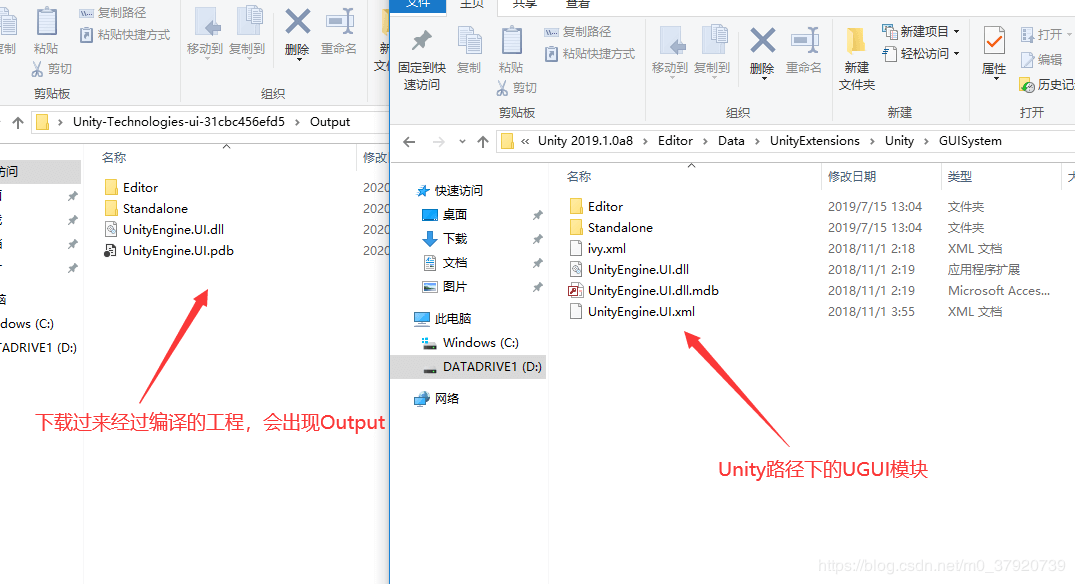 复制路径
粘贴快捷方式
粘贴
剪切
剪贴板
移动到
复制到
删除
重命名
组织
Unity-Technologies-ui-31cbc456efd5 › Output
名称
修改
Editor
2020
Standalone
2020
UnityEngine.UI.dll
2020
UnityEngine.UI.pdb
2020
访问
dows (C:)
TADRIVE1 (D:)
下载过来经过编译的工程，会出现Output
文件
主页
共享
查看
固定到快
速访问
复制
粘贴
复制路径
粘贴快捷方式
剪切
剪贴板
移动到
复制到
删除
重命名
组织
新建
文件夹
新建项目
轻松访问
新建
属性
打开
编辑
历史记
打开
« Unity 2019.1.0a8 › Editor › Data › UnityExtensions › Unity › GUISystem
快速访问
桌面
下载
文档
图片
此电脑
Windows (C:)
DATADRIVE1 (D:)
网络
名称
修改日期
类型
Editor
2019/7/15 13:04
文件夹
Standalone
2019/7/15 13:04
文件夹
ivy.xml
2018/11/1 2:18
XML 文档
UnityEngine.UI.dll
2018/11/1 2:19
应用程序扩展
UnityEngine.UI.dll.mdb
2018/11/1 2:19
Microsoft Acces...
UnityEngine.UI.xml
2018/11/1 3:55
XML 文档
Unity路径下的UGUI模块
https://blog.csdn.net/m0_37920739